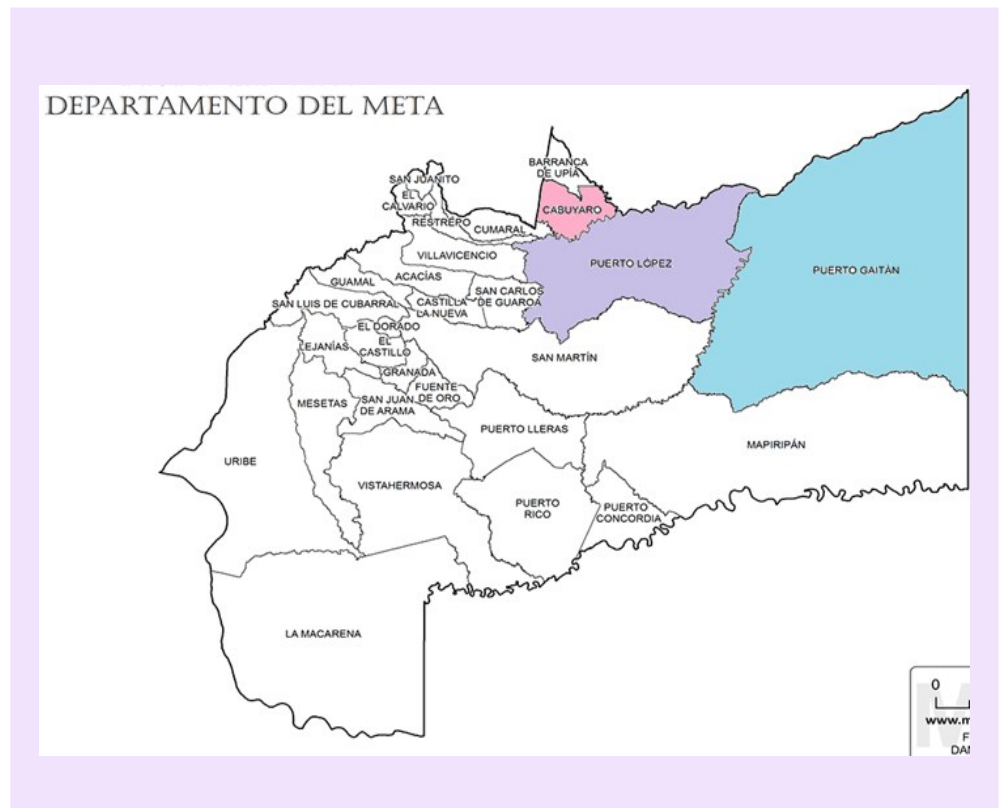 DEPARTAMENTO DEL META
BARRANCA
DE UPÍA
SAN JUANITO
EL
CALVARIO
CABUYARO
RESTREPO
CUMARAL
VILLAVICENCIO
PUERTO LÓPEZ
PUERTO GAITÁN
ACACÍAS
GUAMAL
SAN CARLOS
DE GUAROA
SAN LUIS DE CUBARRAL
CASTILLA
LA NUEVA
EL DORADO
LEJANÍAS
EL
CASTILLO
SAN MARTÍN
GRANADA
FUENTE
DE ORO
MESETAS
SAN JUAN
DE ARAMA
PUERTO LLERAS
MAPIRIPÁN
URIBE
VISTAHERMOSA
PUERTO
RICO
PUERTO
CONCORDIA
LA MACARENA
0
www.m
F
DAN